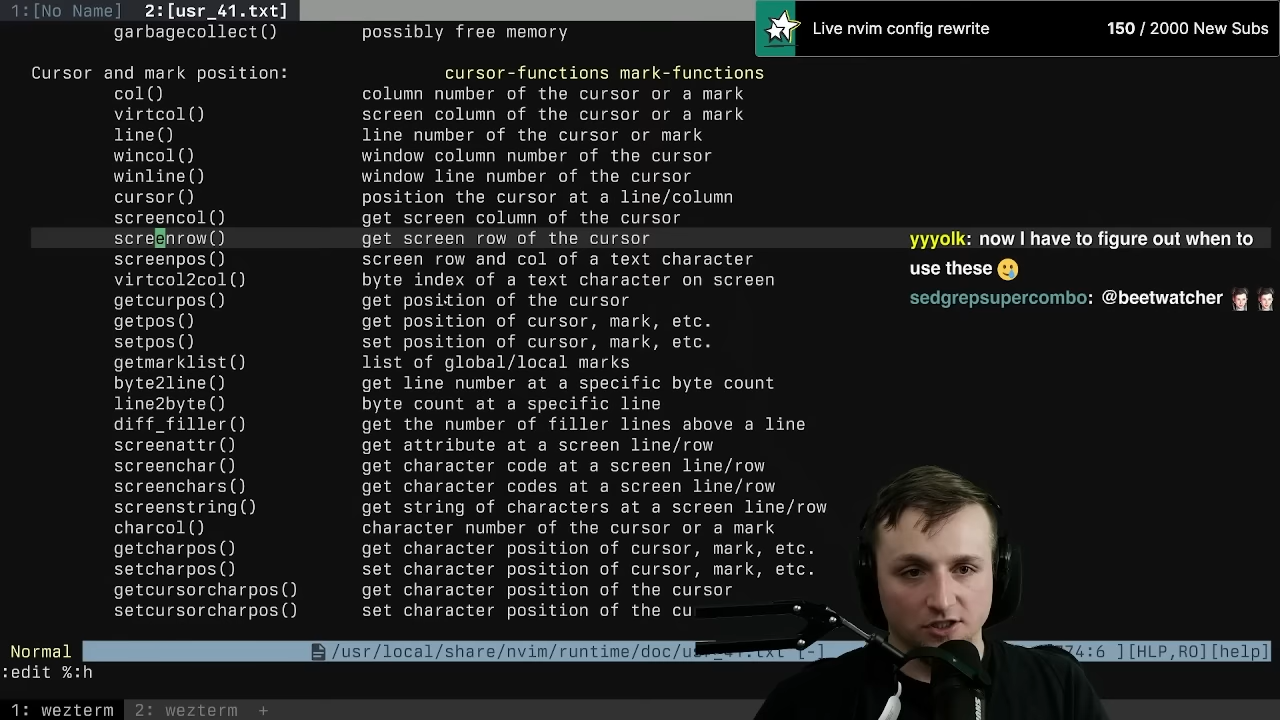 1:[No Name] 2:[usr_41.txt]
Live nvim config rewrite 150 / 2000 New Subs
garbagecollect() possibly free memory
Cursor and mark position: cursor-functions mark-functions
col() column number of the cursor or a mark
virtcol() screen column of the cursor or a mark
line() line number of the cursor or mark
wincol() window column number of the cursor
winline() window line number of the cursor
cursor() position the cursor at a line/column
screencol() get screen column of the cursor
screenrow() get screen row of the cursor
screenpos() screen row and col of a text character
virtcol2col() byte index of a text character on screen
getcurpos() get position of the cursor
getpos() get position of cursor, mark, etc.
setpos() set position of cursor, mark, etc.
getmarklist() list of global/local marks
byte2line() get line number at a specific byte count
line2byte() byte count at a specific line
diff_filler() get the number of filler lines above a line
screenattr() get attribute at a screen line/row
screenchar() get character code at a screen line/row
screenchars() get character codes at a screen line/row
screenstring() get string of characters at a screen line/row
charcol() character number of the cursor or a mark
getcharpos() get character position of cursor, mark, etc.
setcharpos() set character position of cursor, mark, etc.
getcursorcharpos() get character position of the cursor
setcursorcharpos() set character position of the cu
yyyolk: now I have to figure out when to
use these 🥲
sedgrepsupercombo: @beetwatcher
Normal /usr/local/share/nvim/runtime/doc/usr_41.txt [-] 74:6 ][HLP,RO][help]
:edit %:h
1: wezterm 2: wezterm +